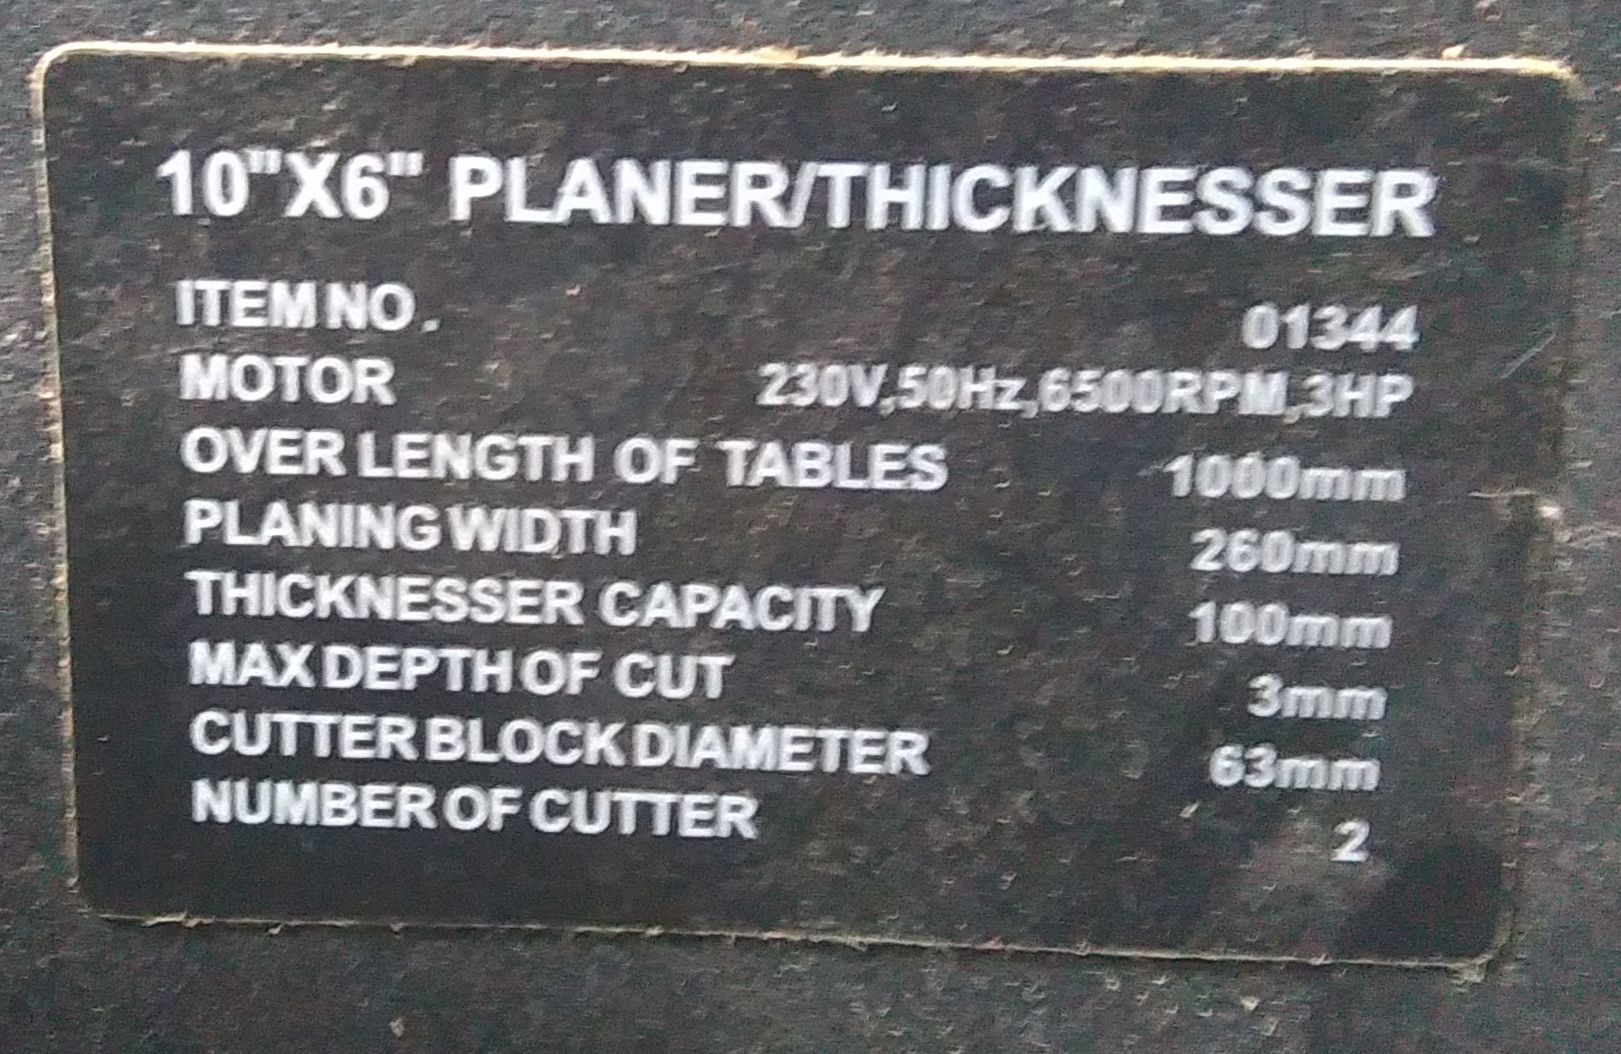 10"X6" PLANER/THICKNESSER
ITEM NO. 01344
MOTOR 230V,50Hz,6500RPM,3HP
OVER LENGTH OF TABLES 1000mm
PLANING WIDTH 260mm
THICKNESSER CAPACITY 100mm
MAX DEPTH OF CUT 3mm
CUTTER BLOCK DIAMETER 63mm
NUMBER OF CUTTER 2